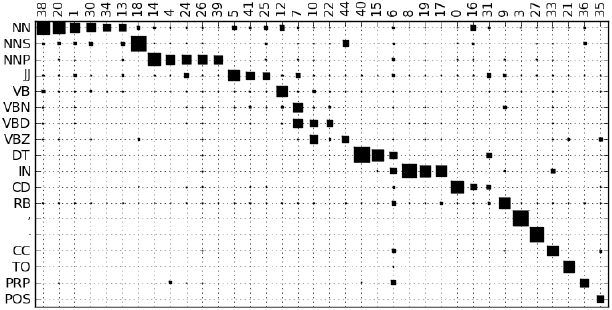 38 20 1 30 34 13 18 14 4 24 26 39 5 41 25 12 7 10 22 44 40 15 6 8 19 17 0 16 31 9 3 27 33 21 36 35
NN
NNS
NNP
JJ
VB
VBN
VBD
VBZ
DT
IN
CD
RB
,
.
CC
TO
PRP
POS